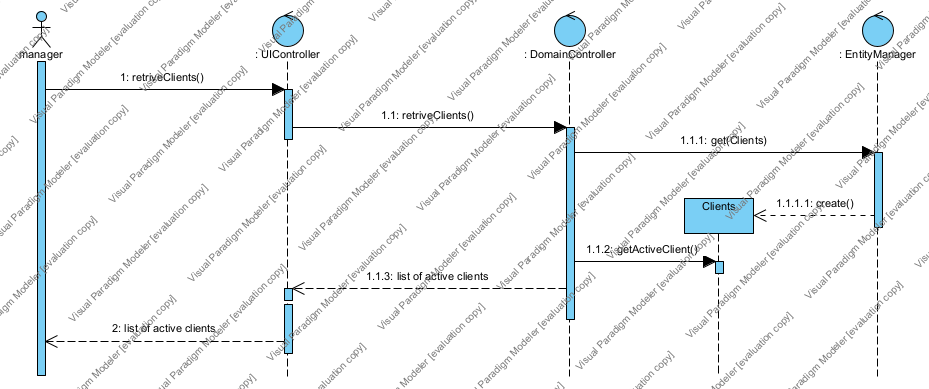 manager
: UIController
: DomainController
: EntityManager
1: retriveClients()
1.1: retriveClients()
1.1.1: get(Clients)
Clients
1.1.1.1: create()
1.1.2: getActiveClient()
1.1.3: list of active clients
2: list of active clients
Visual Paradigm Modeler [evaluation copy]